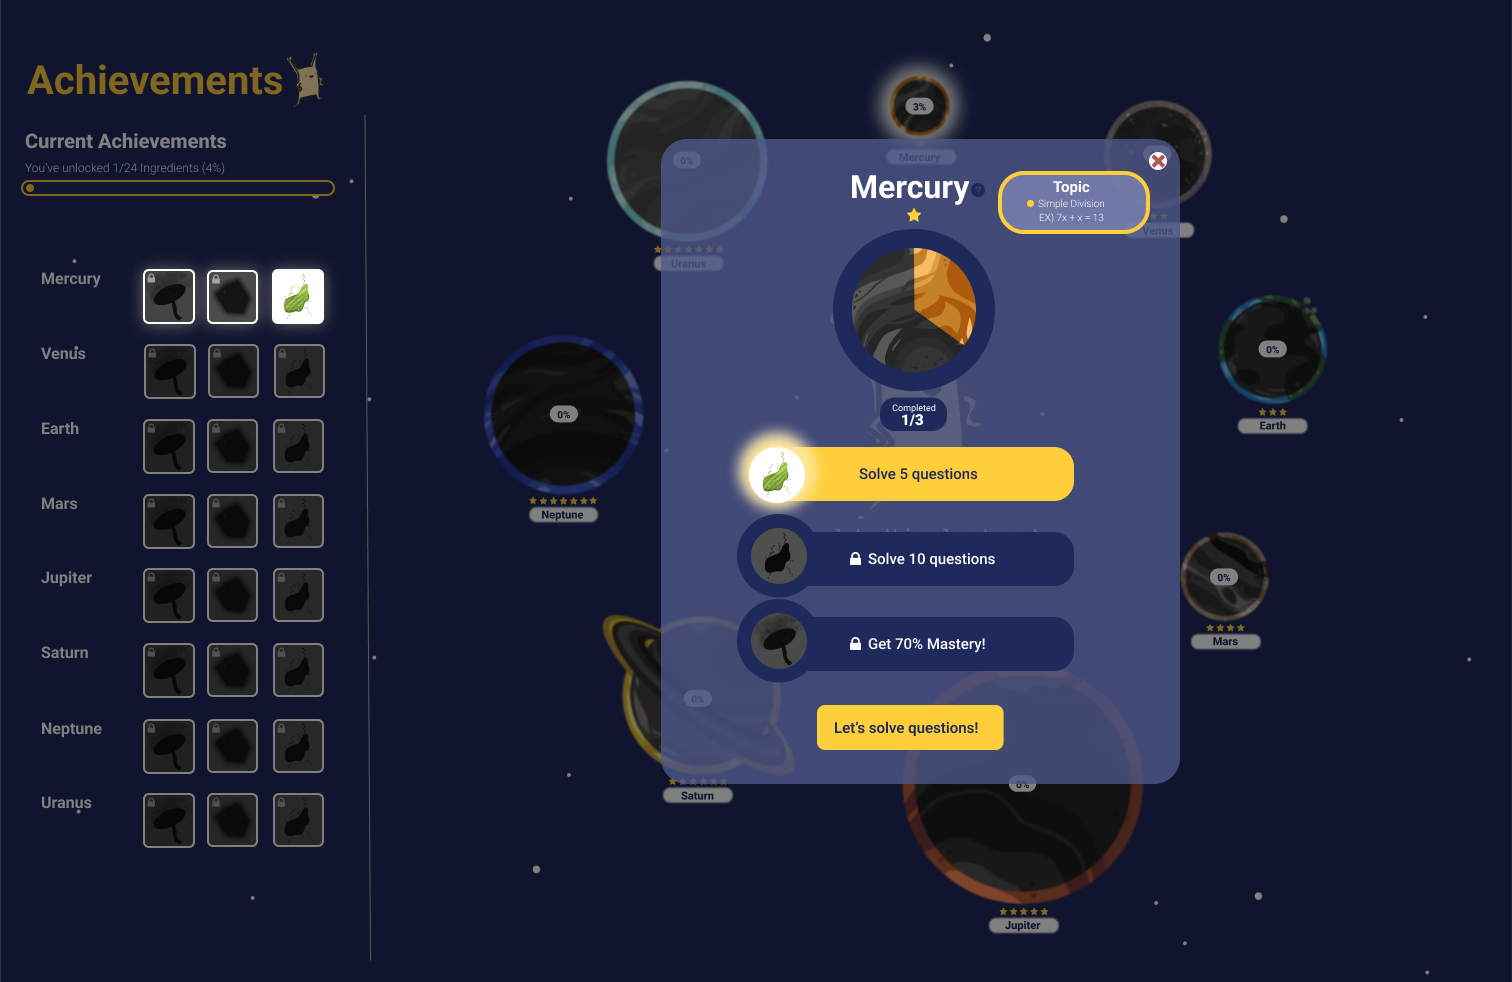 Achievements
Current Achievements
You've unlocked 1/24 Ingredients (4%)
Mercury
Venus
Earth
Mars
Jupiter
Saturn
Neptune
Uranus
3%
Mercury
0%
Uranus
Venus
0%
Earth
0%
Neptune
0%
Mars
0%
Saturn
0%
Jupiter
Mercury
?
Topic
Simple Division
EX) 7x + x = 13
Completed
1/3
Solve 5 questions
Solve 10 questions
Get 70% Mastery!
Let's solve questions!